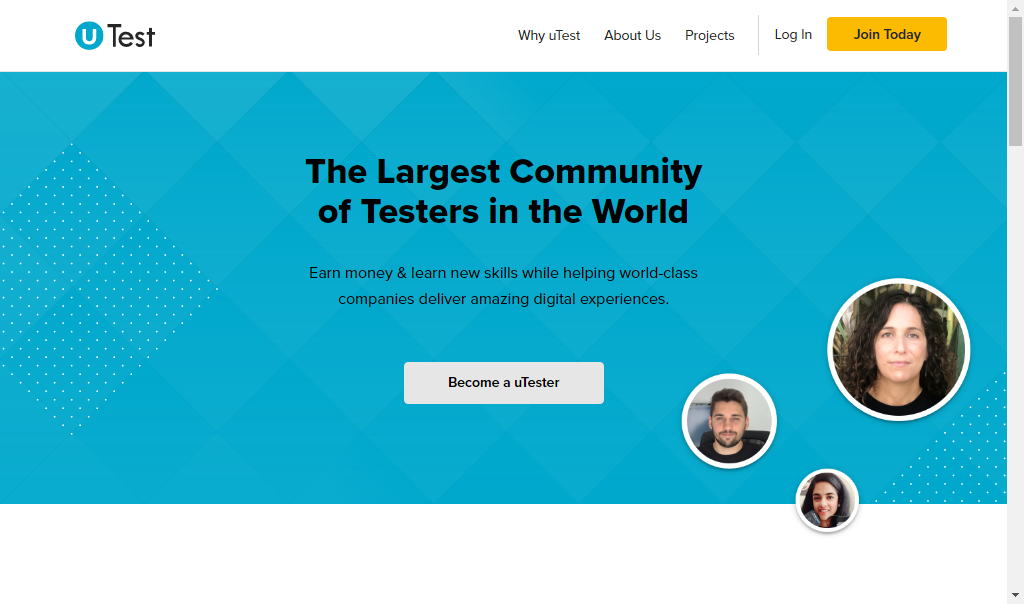 uTest
Why uTest
About Us
Projects
Log In
Join Today
The Largest Community
of Testers in the World
Earn money & learn new skills while helping world-class
companies deliver amazing digital experiences.
Become a uTester